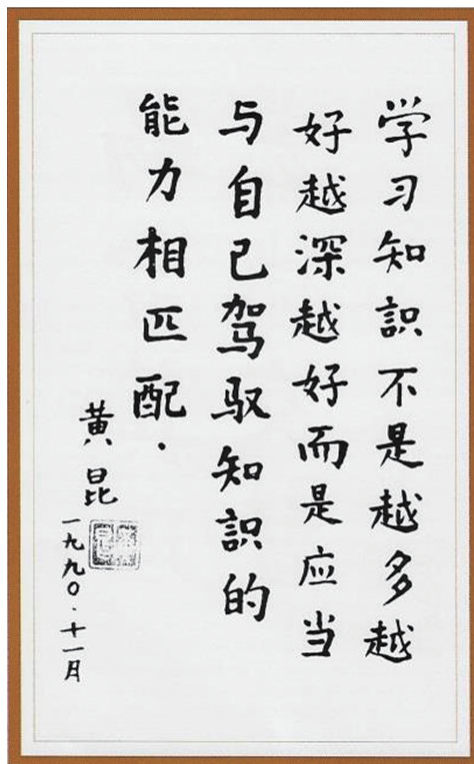 学习知識不是越多越
好越深越好而是应当
与自己驾驭知識的
能力相匹配.
黄昆
一九九〇.十一月